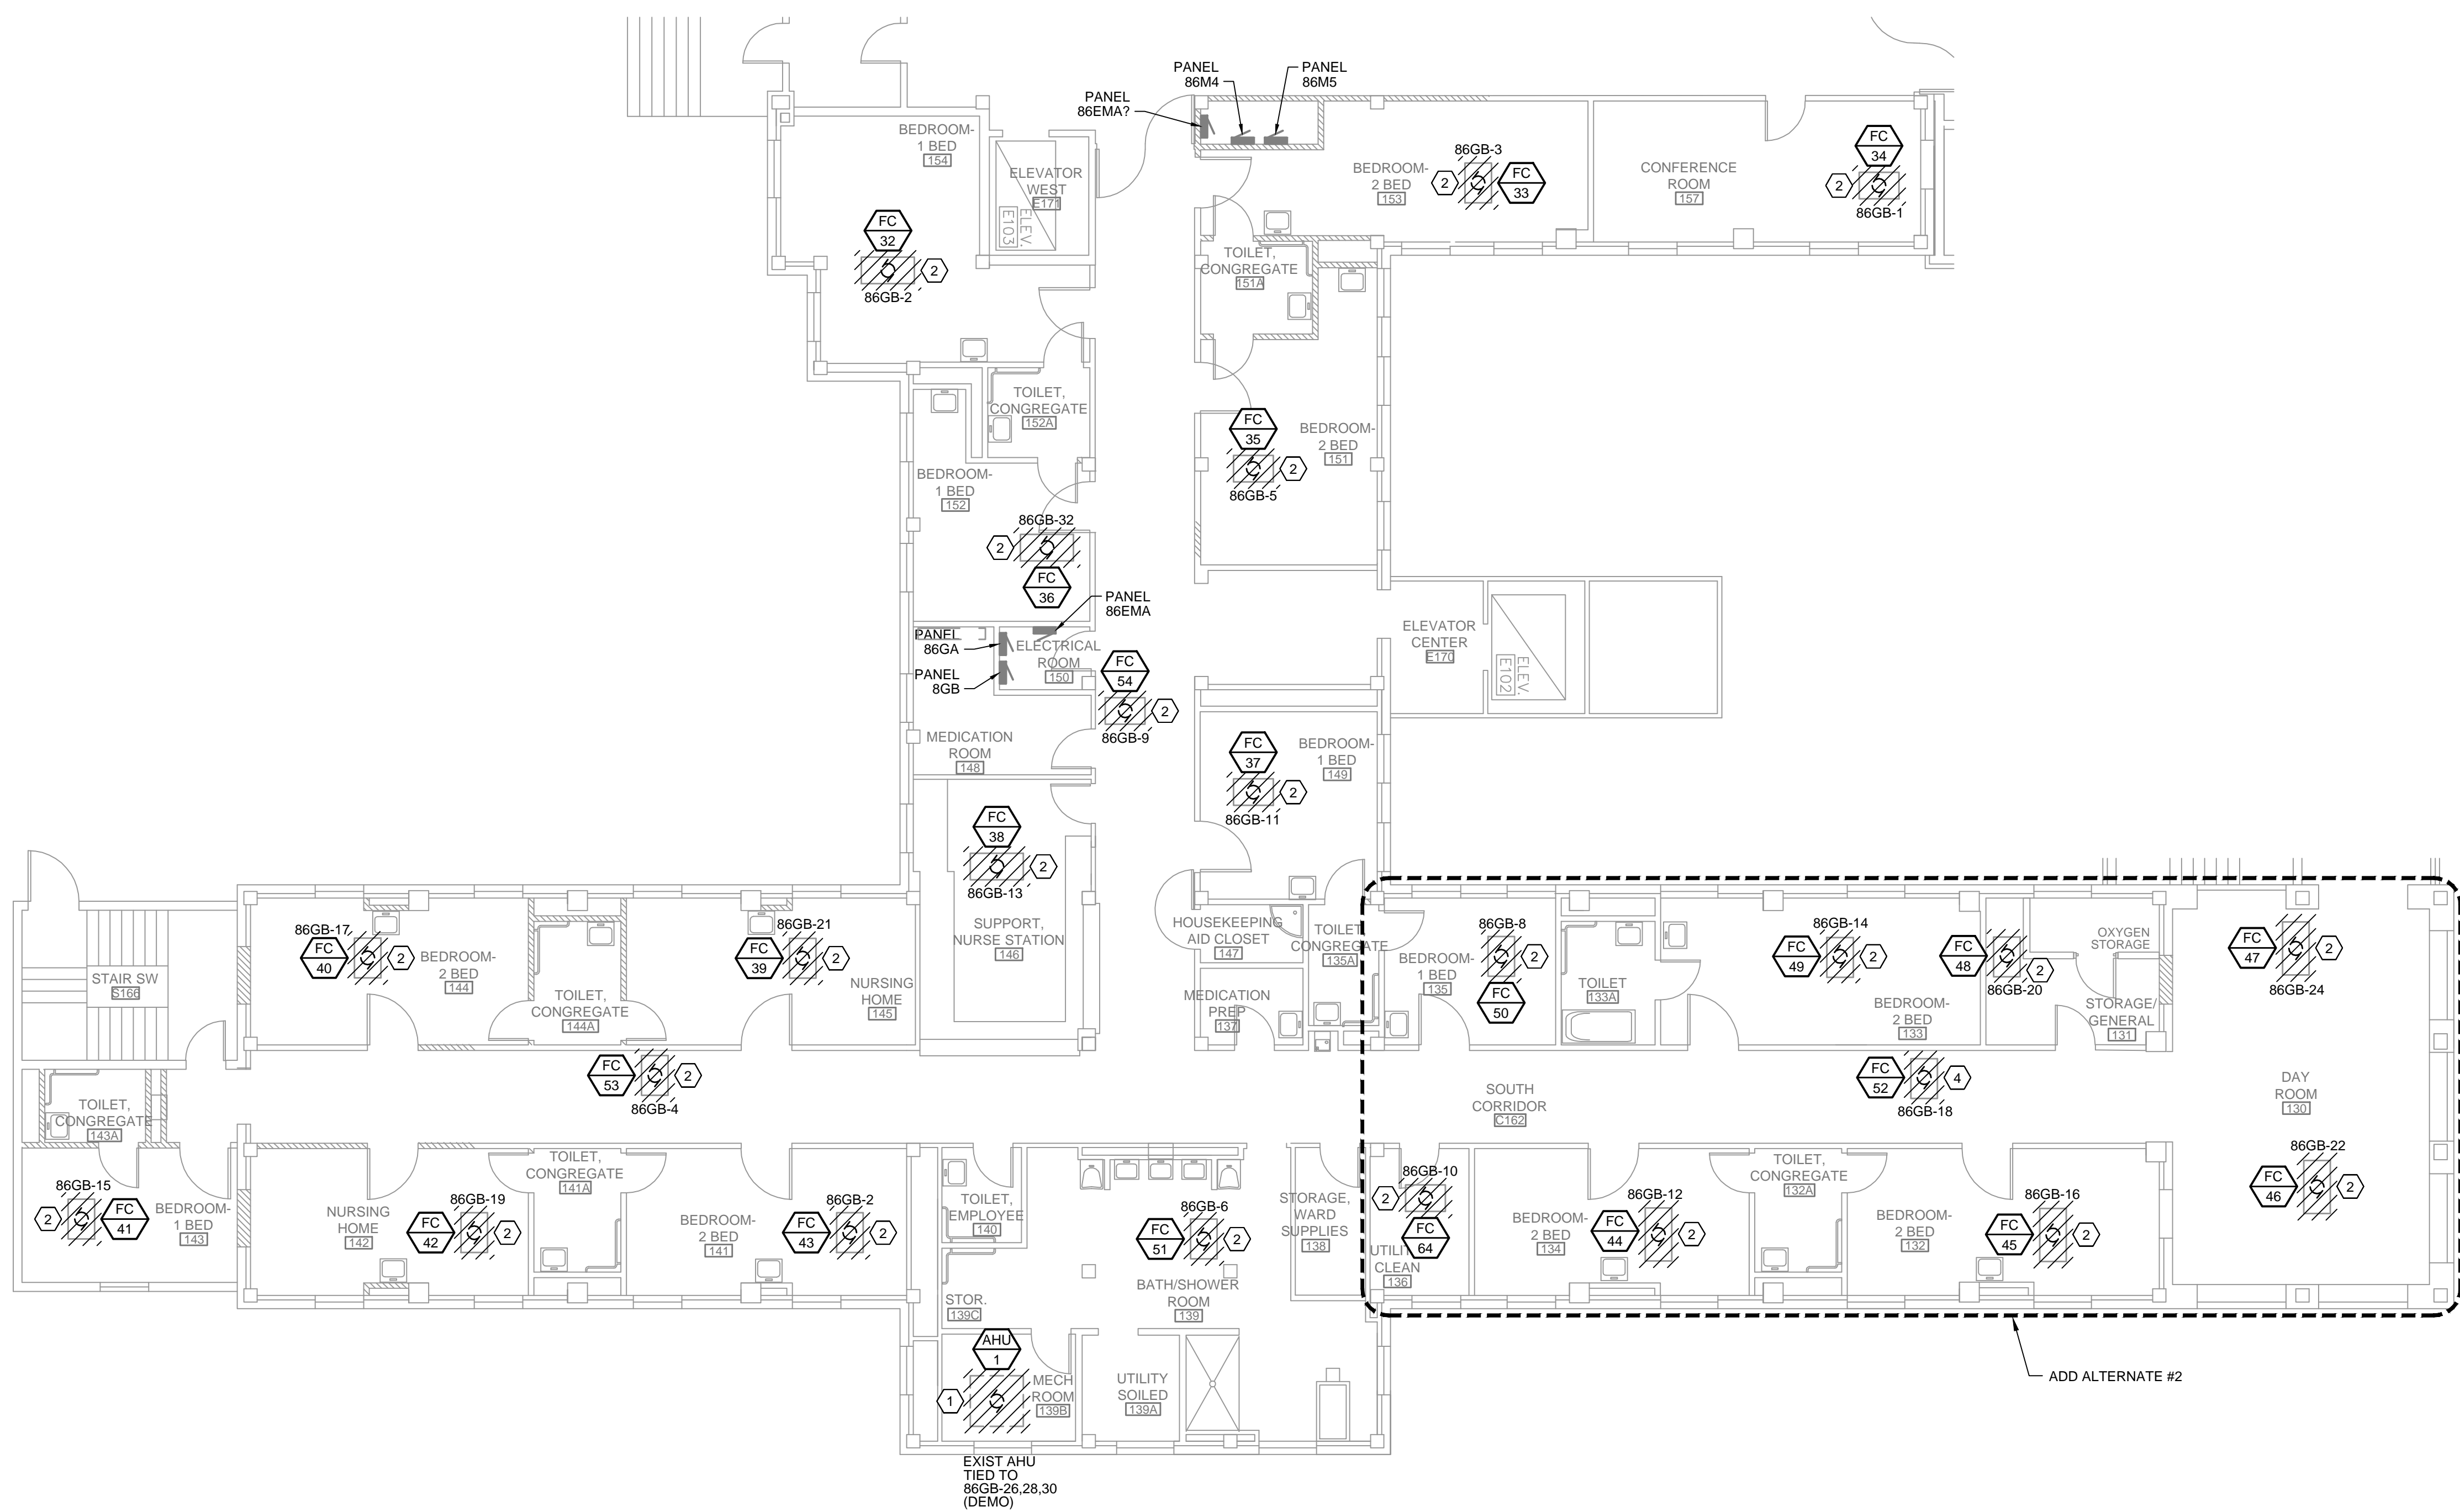 PANEL
86M4
PANEL
86M5
PANEL
86EMA?
BEDROOM-
1 BED
154
ELEVATOR
WEST
E171
ELEV.
E103
FC
32
2
86GB-2
BEDROOM-
2 BED
153
86GB-3
2
FC
33
CONFERENCE
ROOM
157
FC
34
2
86GB-1
TOILET,
CONGREGATE
151A
TOILET,
CONGREGATE
152A
BEDROOM-
1 BED
152
86GB-32
2
FC
36
FC
35
2
86GB-5
BEDROOM-
2 BED
151
PANEL
86EMA
PANEL
86GA
PANEL
8GB
ELECTRICAL
ROOM
150
FC
54
2
86GB-9
ELEVATOR
CENTER
E170
ELEV.
E102
MEDICATION
ROOM
148
FC
37
2
86GB-11
BEDROOM-
1 BED
149
FC
38
2
86GB-13
SUPPORT,
NURSE STATION
146
HOUSEKEEPING
AID CLOSET
147
TOILET,
CONGREGATE
135A
MEDICATION
PREP
137
STAIR SW
S166
86GB-17
FC
40
2
BEDROOM-
2 BED
144
TOILET,
CONGREGATE
144A
86GB-21
FC
39
2
NURSING
HOME
145
BEDROOM-
1 BED
135
86GB-8
2
FC
50
TOILET
133A
86GB-14
FC
49
2
BEDROOM-
2 BED
133
FC
48
2
86GB-20
OXYGEN
STORAGE
STORAGE/
GENERAL
131
FC
47
2
86GB-24
FC
53
2
86GB-4
SOUTH
CORRIDOR
C162
FC
52
4
86GB-18
DAY
ROOM
130
TOILET,
CONGREGATE
143A
86GB-15
2
FC
41
BEDROOM-
1 BED
143
NURSING
HOME
142
86GB-19
FC
42
2
TOILET,
CONGREGATE
141A
BEDROOM-
2 BED
141
86GB-2
FC
43
2
TOILET,
EMPLOYEE
140
86GB-6
FC
51
2
BATH/SHOWER
ROOM
139
STORAGE,
WARD
SUPPLIES
138
86GB-10
2
FC
64
UTILITY
CLEAN
136
BEDROOM-
2 BED
134
86GB-12
FC
44
2
TOILET,
CONGREGATE
132A
BEDROOM-
2 BED
132
86GB-16
FC
45
2
86GB-22
FC
46
2
STOR.
139C
AHU
1
1
MECH
ROOM
139B
UTILITY
SOILED
139A
EXIST AHU
TIED TO
86GB-26,28,30
(DEMO)
ADD ALTERNATE #2